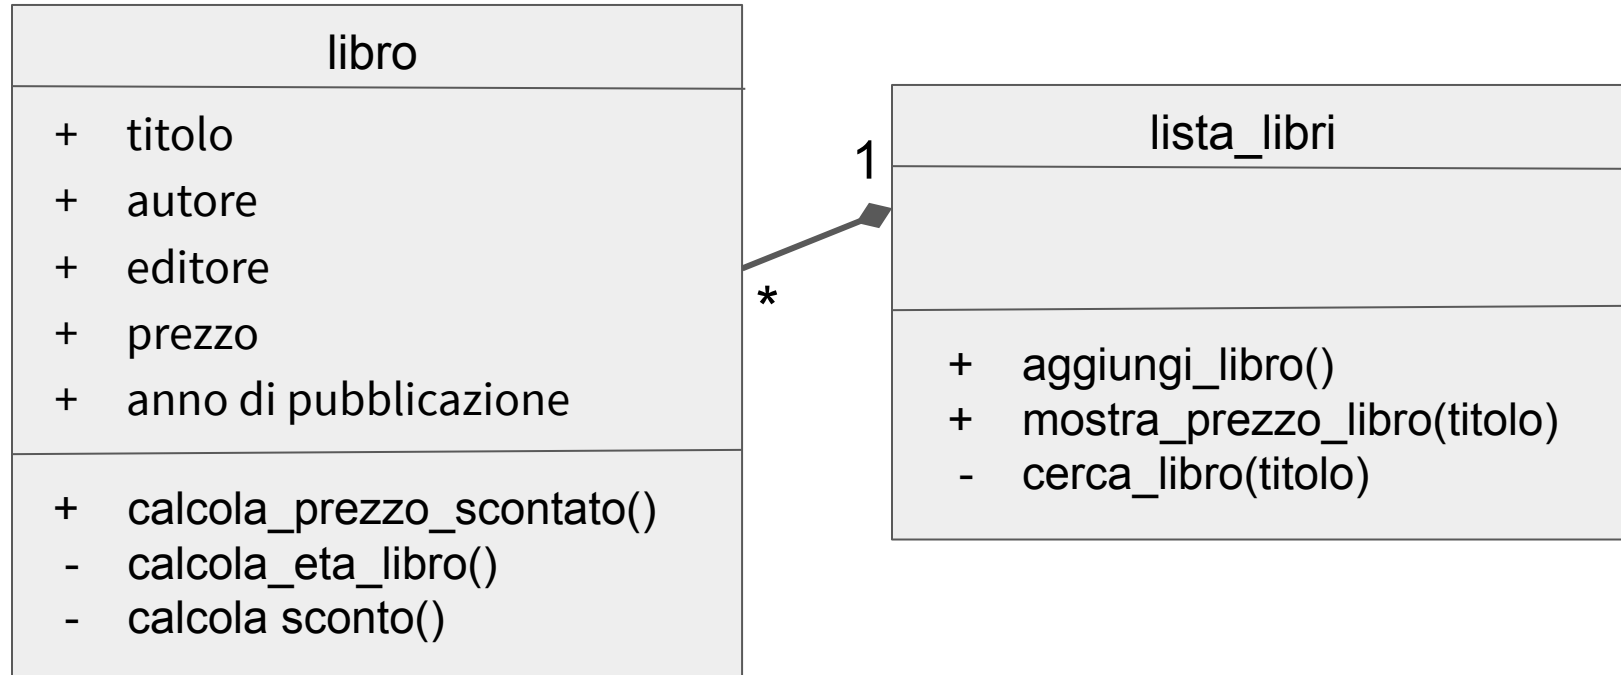 libro
+ titolo
+ autore
+ editore
+ prezzo
+ anno di pubblicazione
+ calcola_prezzo_scontato()
- calcola_eta_libro()
- calcola sconto()
1
*
lista_libri
+ aggiungi_libro()
+ mostra_prezzo_libro(titolo)
- cerca_libro(titolo)